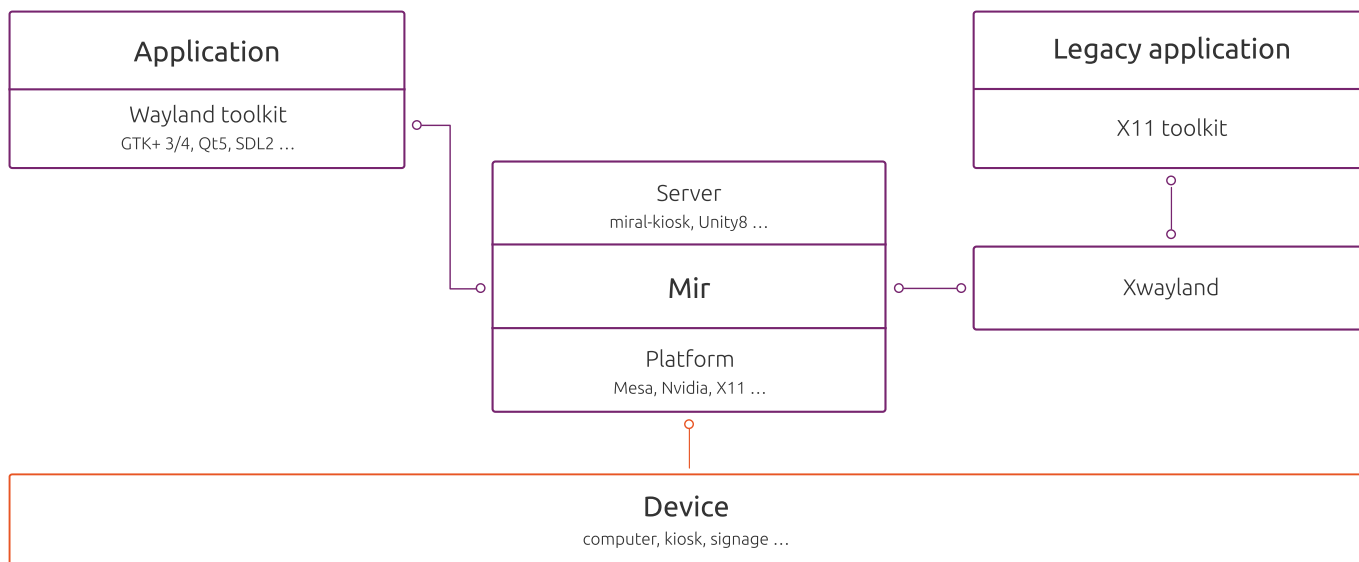 Application
Wayland toolkit
GTK+ 3/4, Qt5, SDL2 …
Legacy application
X11 toolkit
Server
miral-kiosk, Unity8 …
Mir
Platform
Mesa, Nvidia, X11 …
Xwayland
Device
computer, kiosk, signage …